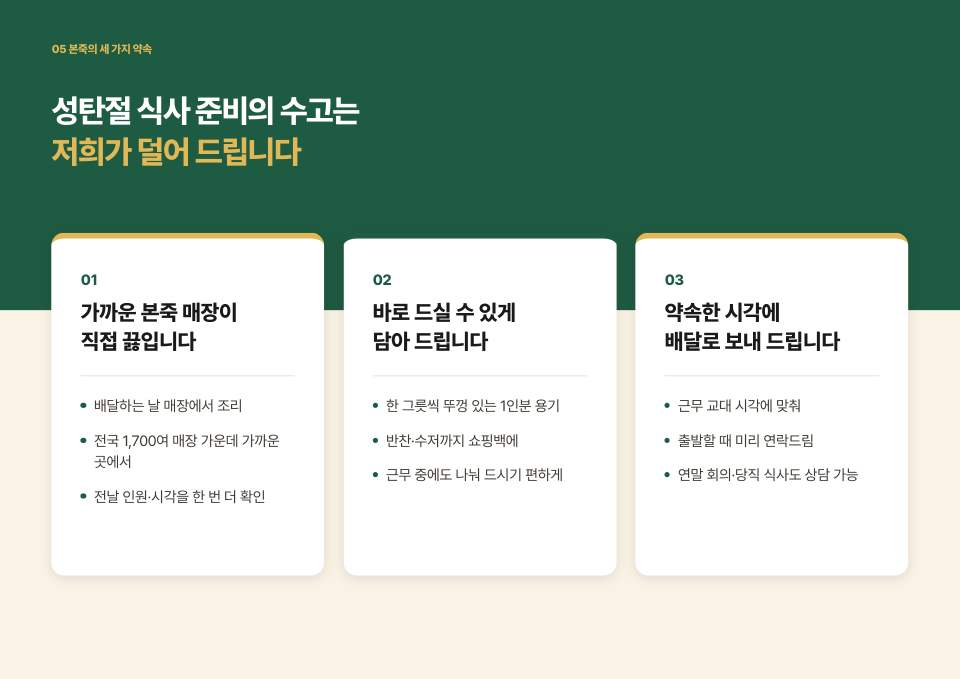 05 본죽의 세 가지 약속
성탄절 식사 준비의 수고는
저희가 덜어 드립니다
01
가까운 본죽 매장이
직접 끓입니다
• 배달하는 날 매장에서 조리
• 전국 1,700여 매장 가운데 가까운
곳에서
• 전날 인원·시각을 한 번 더 확인
02
바로 드실 수 있게
담아 드립니다
• 한 그릇씩 뚜껑 있는 1인분 용기
• 반찬·수저까지 쇼핑백에
• 근무 중에도 나눠 드시기 편하게
03
약속한 시각에
배달로 보내 드립니다
• 근무 교대 시각에 맞춰
• 출발할 때 미리 연락드림
• 연말 회의·당직 식사도 상담 가능